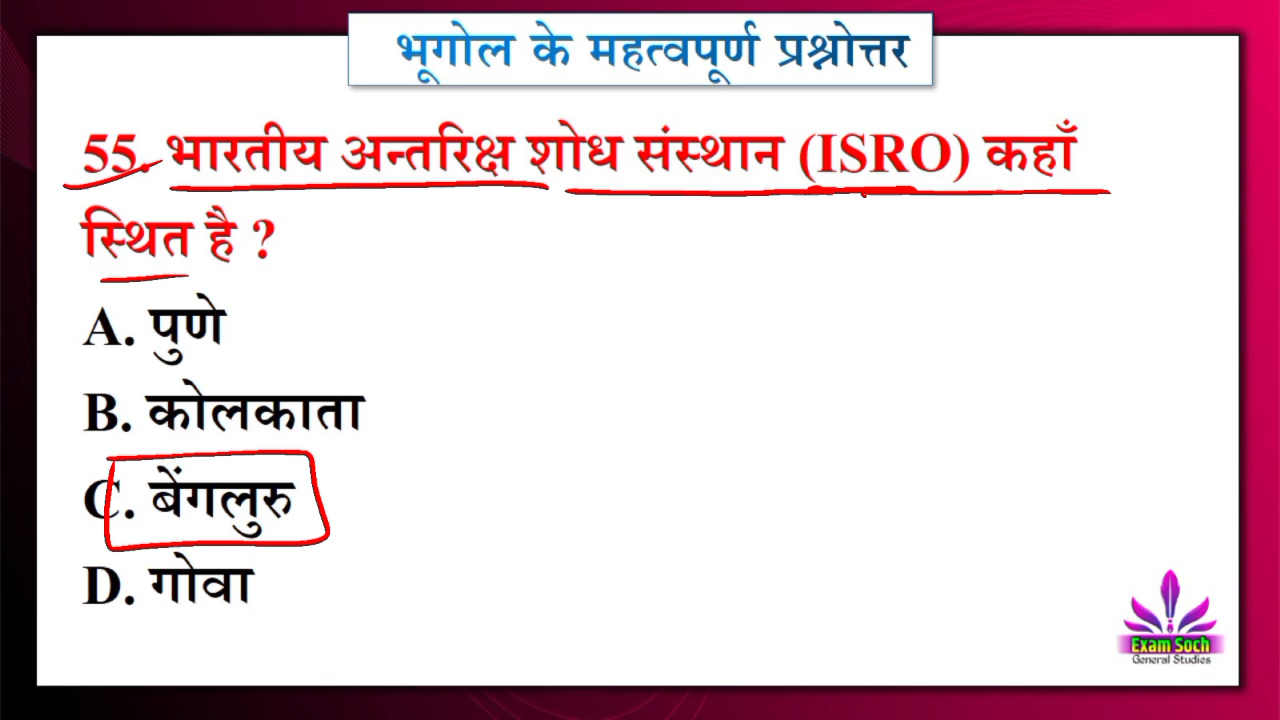 भूगोल के महत्वपूर्ण प्रश्नोत्तर
55. भारतीय अन्तरिक्ष शोध संस्थान (ISRO) कहाँ
स्थित है ?
A. पुणे
B. कोलकाता
C. बेंगलुरु
D. गोवा
Exam Soch
General Studies